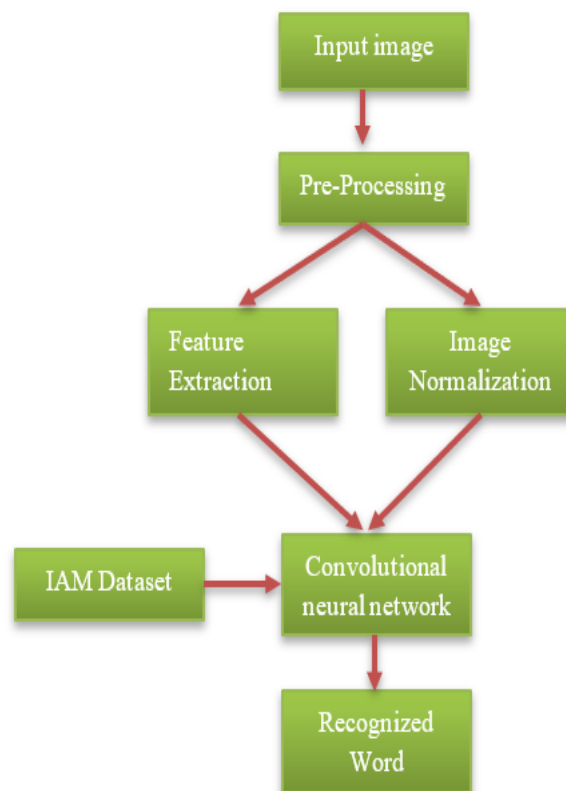 Input image
Pre-Processing
Feature
Extraction
Image
Normalization
IAM Dataset
Convolutional
neural network
Recognized
Word